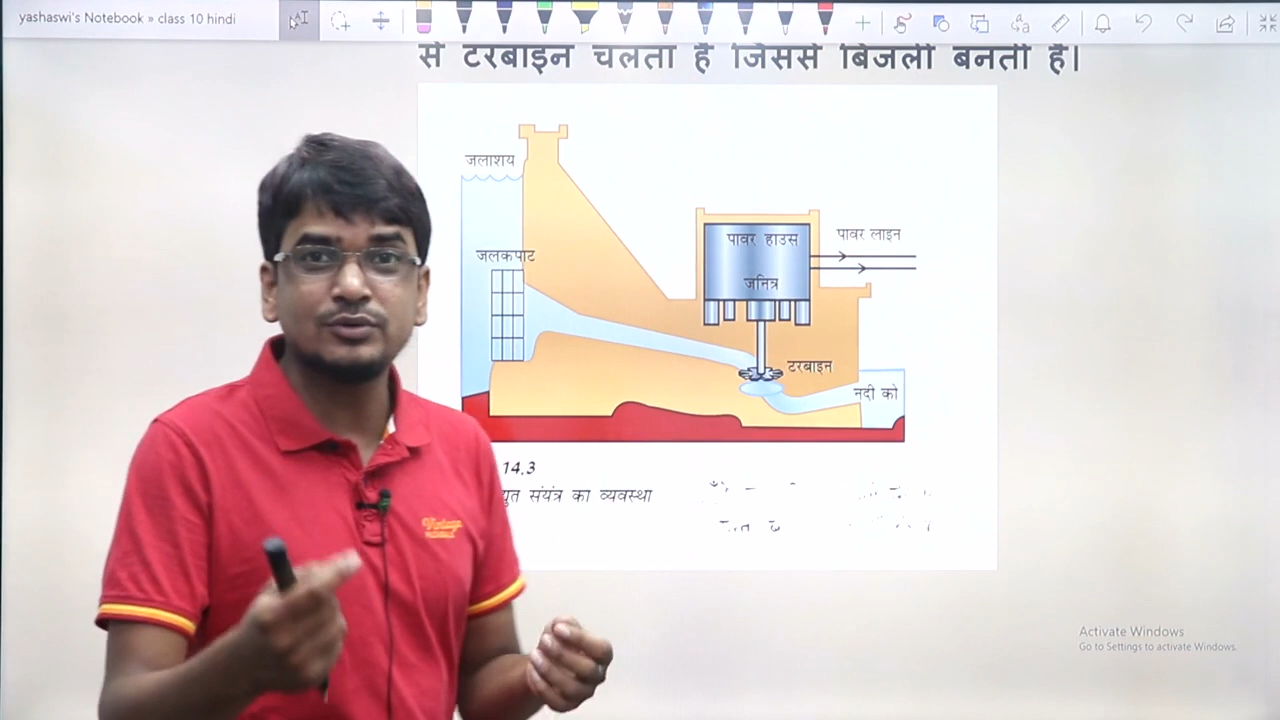 yashaswi's Notebook » class 10 hindi
से टरबाइन चलता है जिससे बिजली बनती है।
जलाशय
जलकपाट
पावर हाउस
जनित्र
पावर लाइन
टरबाइन
नदी को
14.3
संयंत्र का व्यवस्था
Vintage
Activate Windows
Go to Settings to activate Windows.